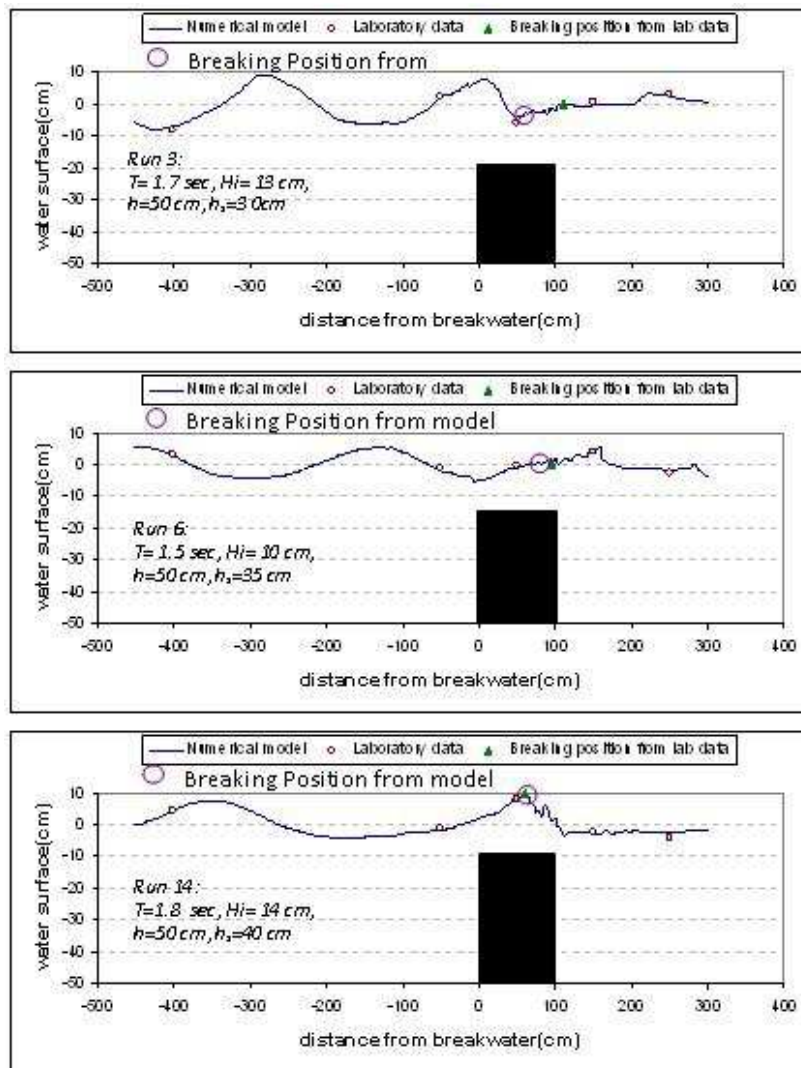 Numerical model Laboratory data Breaking position from lab data
Breaking Position from
water surface(cm)
10
0
-10
-20
-30
-40
-50
Run 3:
T= 1.7 sec, Hi= 13 cm,
h=50 cm, hs=30cm
-500 -400 -300 -200 -100 0 100 200 300 400
distance from breakwater(cm)
Numerical model Laboratory data Breaking position from lab data
Breaking Position from model
water surface(cm)
10
0
-10
-20
-30
-40
-50
Run 6:
T= 1.5 sec, Hi= 10 cm,
h=50 cm, hs=35 cm
-500 -400 -300 -200 -100 0 100 200 300 400
distance from breakwater(cm)
Numerical model Laboratory data Breaking position from lab data
Breaking Position from model
water surface(cm)
10
0
-10
-20
-30
-40
-50
Run 14:
T=1.8 sec, Hi= 14 cm,
h=50 cm, hs=40 cm
-500 -400 -300 -200 -100 0 100 200 300 400
distance from breakwater(cm)